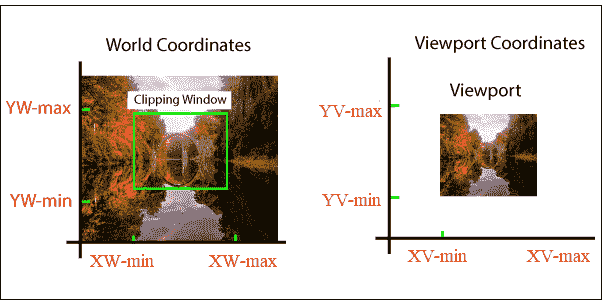 World Coordinates
Clipping Window
YW-max
YW-min
XW-min
XW-max
Viewport Coordinates
Viewport
YV-max
YV-min
XV-min
XV-max